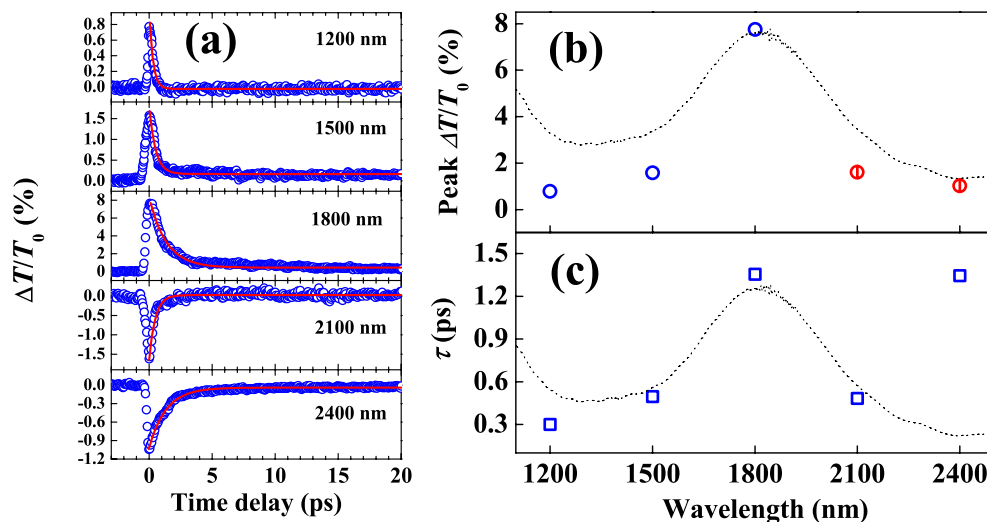 (a)
ΔT/T0 (%)
0.8
0.6
0.4
0.2
0.0
1200 nm
1.5
1.0
0.5
0.0
1500 nm
8
6
4
2
0
1800 nm
0.0
-0.5
-1.0
-1.5
2100 nm
0.0
-0.3
-0.6
-0.9
-1.2
2400 nm
0 5 10 15 20
Time delay (ps)
(b)
Peak ΔT/T0 (%)
8
6
4
2
0
(c)
τ (ps)
1.5
1.2
0.9
0.6
0.3
1200 1500 1800 2100 2400
Wavelength (nm)